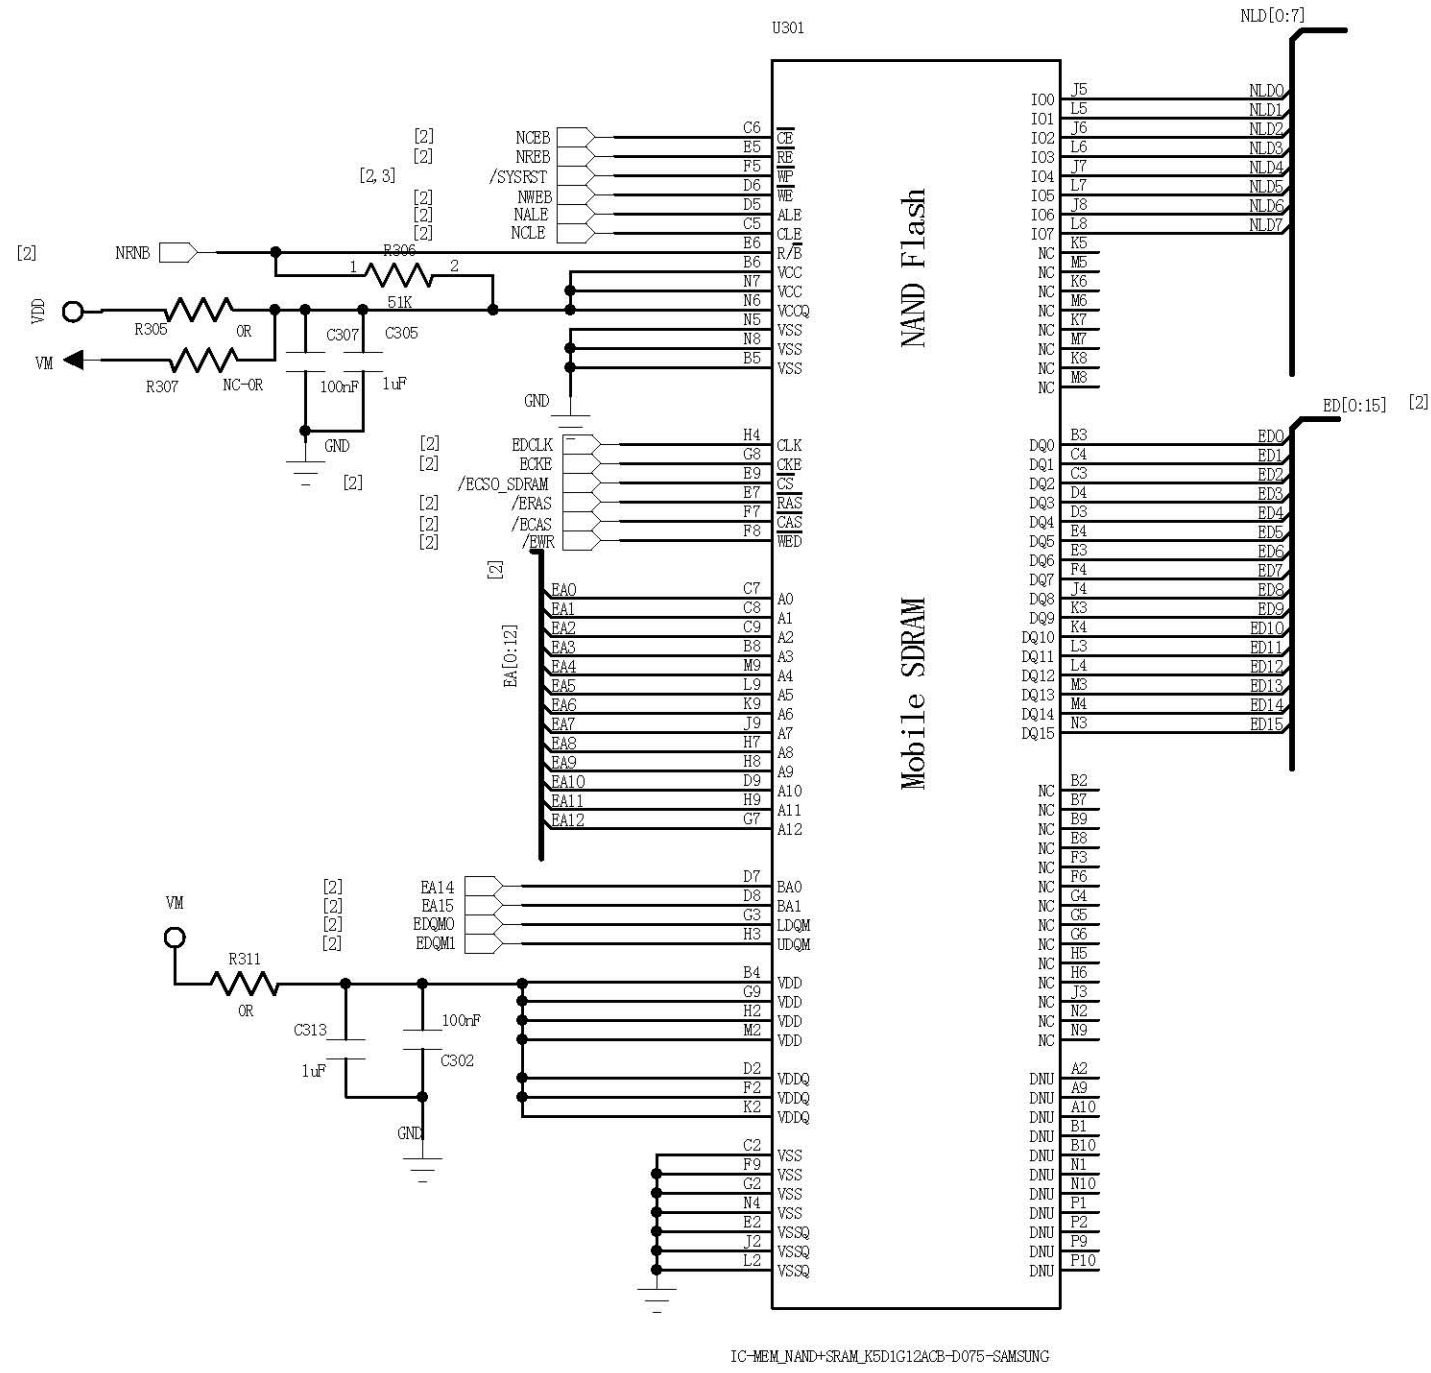 U301
NLD[0:7]
J5 IO0 NLD0
L5 IO1 NLD1
[2] NCEB C6 CE J6 IO2 NLD2
[2] NREB E5 RE L6 IO3 NLD3
[2,3] /SYSRST F5 WP J7 IO4 NLD4
[2] NWEB D6 WE L7 IO5 NLD5
[2] NALE D5 ALE J8 IO6 NLD6
[2] NCLE C5 CLE L8 IO7 NLD7
[2] NRNB R306 E6 R/B K5 NC
1 2 B6 VCC M5 NC
N7 VCC K6 NC
VDD 51K N6 VCCQ M6 NC
R305 0R C307 C305 N5 VSS K7 NC
N8 VSS M7 NC
VM B5 VSS K8 NC
R307 NC-0R 100nF 1uF M8 NC
NAND Flash
GND
ED[0:15] [2]
GND
[2] EDCLK H4 CLK B3 DQ0 ED0
[2] ECKE G8 CKE C4 DQ1 ED1
[2] /ECSO_SDRAM E9 CS C3 DQ2 ED2
[2] /ERAS E7 RAS D4 DQ3 ED3
[2] /ECAS F7 CAS D3 DQ4 ED4
[2] /EWR F8 WED E4 DQ5 ED5
E3 DQ6 ED6
[2] F4 DQ7 ED7
EA0 C7 A0 J4 DQ8 ED8
EA1 C8 A1 K3 DQ9 ED9
EA2 C9 A2 K4 DQ10 ED10
EA3 B8 A3 L3 DQ11 ED11
EA4 M9 A4 L4 DQ12 ED12
EA5 L9 A5 M3 DQ13 ED13
EA6 K9 A6 M4 DQ14 ED14
EA7 J9 A7 N3 DQ15 ED15
EA8 H7 A8
EA9 H8 A9
EA10 D9 A10 B2 NC
EA11 H9 A11 B7 NC
EA12 G7 A12 B9 NC
EA[0:12]
Mobile SDRAM
E8 NC
F3 NC
[2] EA14 D7 BA0 F6 NC
[2] EA15 D8 BA1 G4 NC
[2] EDQM0 G3 LDQM G5 NC
[2] EDQM1 H3 UDQM G6 NC
VM
R311 H5 NC
B4 VDD H6 NC
0R G9 VDD J3 NC
100nF H2 VDD N2 NC
C313 M2 VDD N9 NC
C302
1uF D2 VDDQ A2 DNU
F2 VDDQ A9 DNU
K2 VDDQ A10 DNU
GND B1 DNU
C2 VSS B10 DNU
F9 VSS N1 DNU
G2 VSS N10 DNU
N4 VSS P1 DNU
E2 VSSQ P2 DNU
J2 VSSQ P9 DNU
L2 VSSQ P10 DNU
IC-MEM_NAND+SRAM_K5D1G12ACB-D075-SAMSUNG